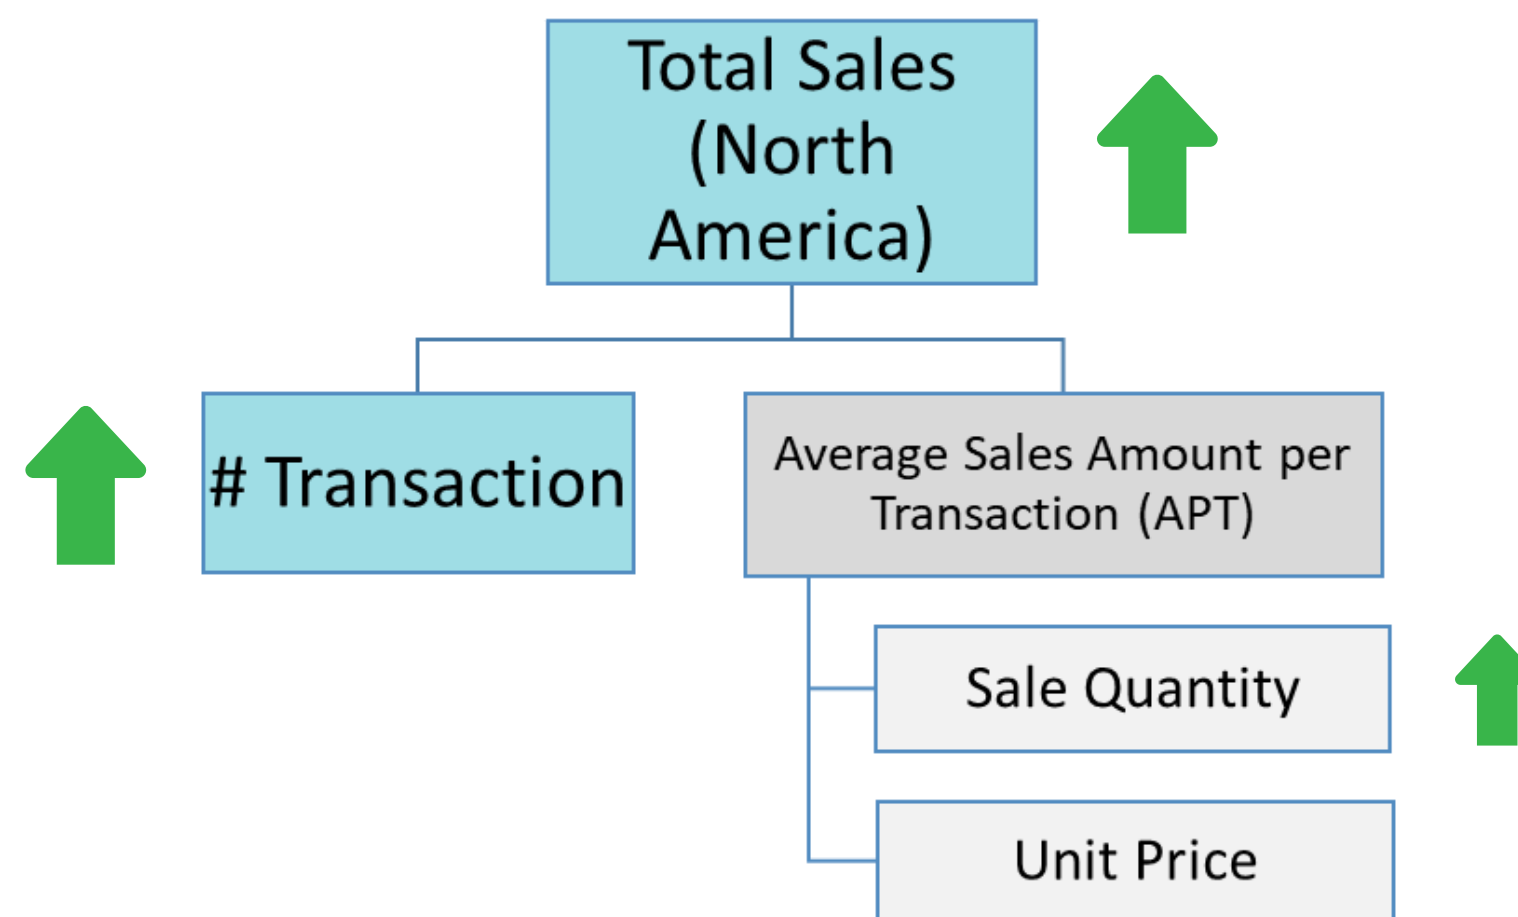 Total Sales
(North
America)
# Transaction
Average Sales Amount per
Transaction (APT)
Sale Quantity
Unit Price